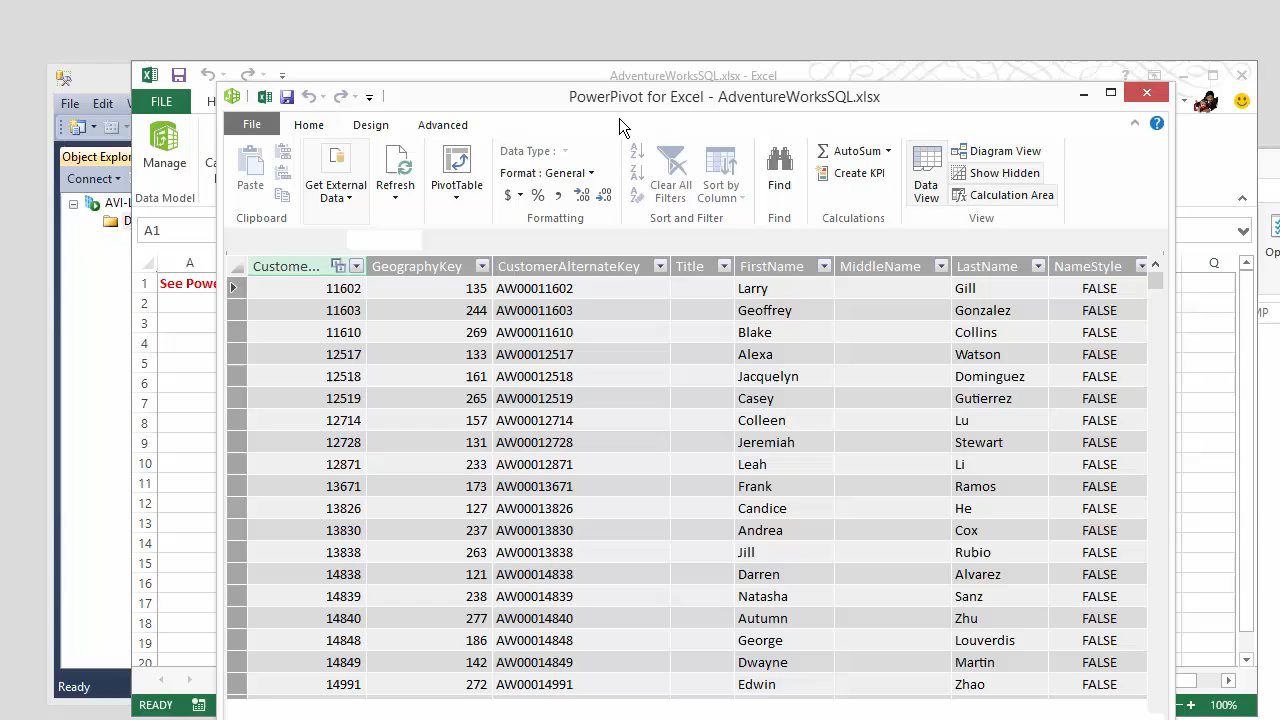 AdventureWorksSQL.xlsx - Excel
PowerPivot for Excel - AdventureWorksSQL.xlsx
File Edit
FILE
File Home Design Advanced
Manage
Data Model
Object Explor
Connect
AVI-L
D
Paste
Clipboard
Get External Data
Refresh
PivotTable
Data Type :
Format : General
$ % ,
Formatting
Clear All Filters
Sort by Column
Sort and Filter
Find
Find
AutoSum
Create KPI
Calculations
Data View
Diagram View
Show Hidden
Calculation Area
View
A1
A
Q
1 See Powe
2
3
4
5
6
7
8
9
10
11
12
13
14
15
16
17
18
19
20
Custome... GeographyKey CustomerAlternateKey Title FirstName MiddleName LastName NameStyle
11602 135 AW00011602 Larry Gill FALSE
11603 244 AW00011603 Geoffrey Gonzalez FALSE
11610 269 AW00011610 Blake Collins FALSE
12517 133 AW00012517 Alexa Watson FALSE
12518 161 AW00012518 Jacquelyn Dominguez FALSE
12519 265 AW00012519 Casey Gutierrez FALSE
12714 157 AW00012714 Colleen Lu FALSE
12728 131 AW00012728 Jeremiah Stewart FALSE
12871 233 AW00012871 Leah Li FALSE
13671 173 AW00013671 Frank Ramos FALSE
13826 127 AW00013826 Candice He FALSE
13830 237 AW00013830 Andrea Cox FALSE
13838 263 AW00013838 Jill Rubio FALSE
14838 121 AW00014838 Darren Alvarez FALSE
14839 238 AW00014839 Natasha Sanz FALSE
14840 277 AW00014840 Autumn Zhu FALSE
14848 186 AW00014848 George Louverdis FALSE
14849 142 AW00014849 Dwayne Martin FALSE
14991 272 AW00014991 Edwin Zhao FALSE
Ready
READY
100%
Op
MP